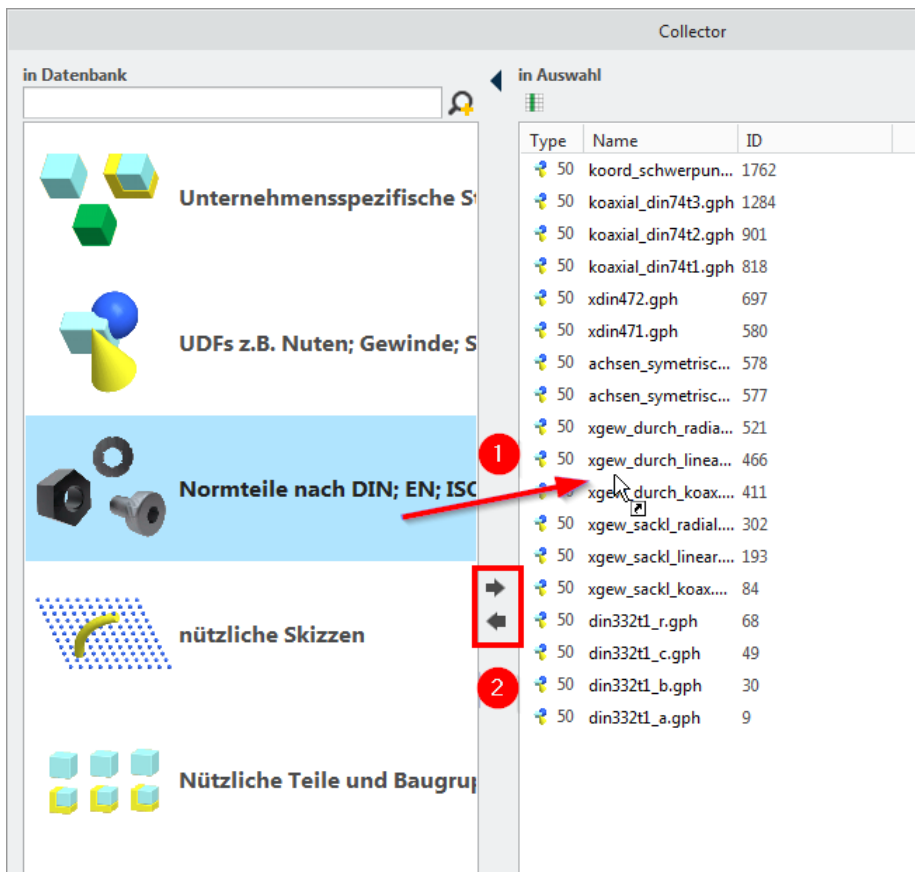 Collector
in Datenbank
in Auswahl
Type Name ID
Unternehmensspezifische St
UDFs z.B. Nuten; Gewinde; S
Normteile nach DIN; EN; ISC
nützliche Skizzen
Nützliche Teile und Baugrup
50 koord_schwerpun... 1762
50 koaxial_din74t3.gph 1284
50 koaxial_din74t2.gph 901
50 koaxial_din74t1.gph 818
50 xdin472.gph 697
50 xdin471.gph 580
50 achsen_symetrisc... 578
50 achsen_symetrisc... 577
50 xgew_durch_radia... 521
50 xgew_durch_linea... 466
xgew_durch_koax.... 411
50 xgew_sackl_radial.... 302
50 xgew_sackl_linear.... 193
50 xgew_sackl_koax.... 84
50 din332t1_r.gph 68
50 din332t1_c.gph 49
50 din332t1_b.gph 30
50 din332t1_a.gph 9
1
2